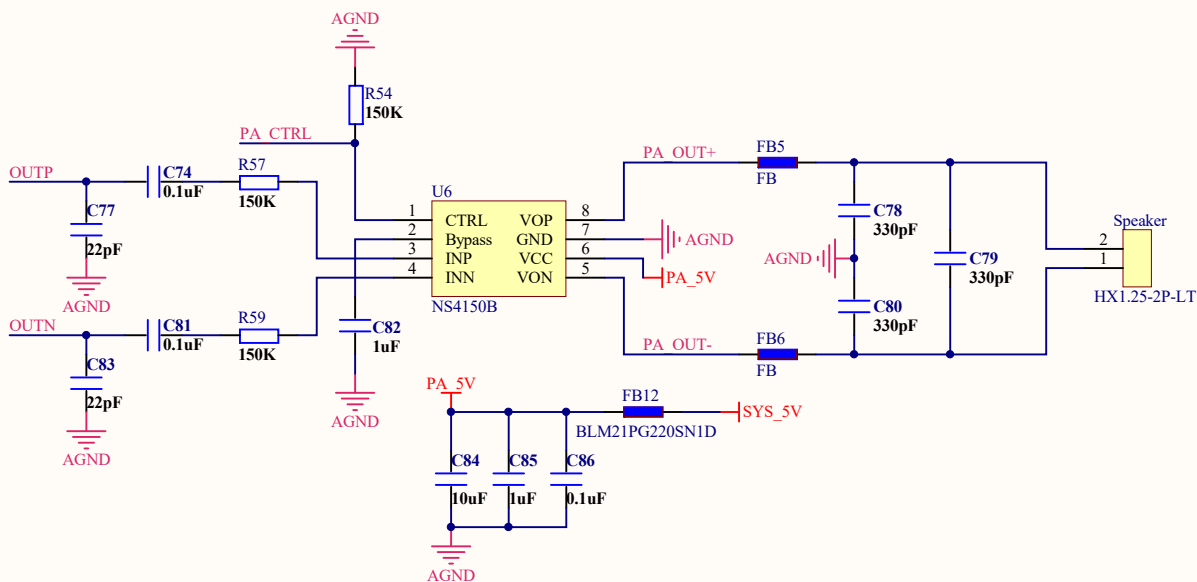 AGND
R54
150K
PA_CTRL
OUTP
C74
0.1uF
R57
150K
C77
22pF
AGND
OUTN
C81
0.1uF
R59
150K
C83
22pF
AGND
U6
1 CTRL VOP 8
2 Bypass GND 7
3 INP VCC 6
4 INN VON 5
NS4150B
C82
1uF
AGND
PA_OUT+
FB5
FB
AGND
PA_5V
PA_OUT-
FB6
FB
C78
330pF
AGND
C80
330pF
C79
330pF
Speaker
2
1
HX1.25-2P-LT
PA_5V
FB12
BLM21PG220SN1D
SYS_5V
C84
10uF
C85
1uF
C86
0.1uF
AGND